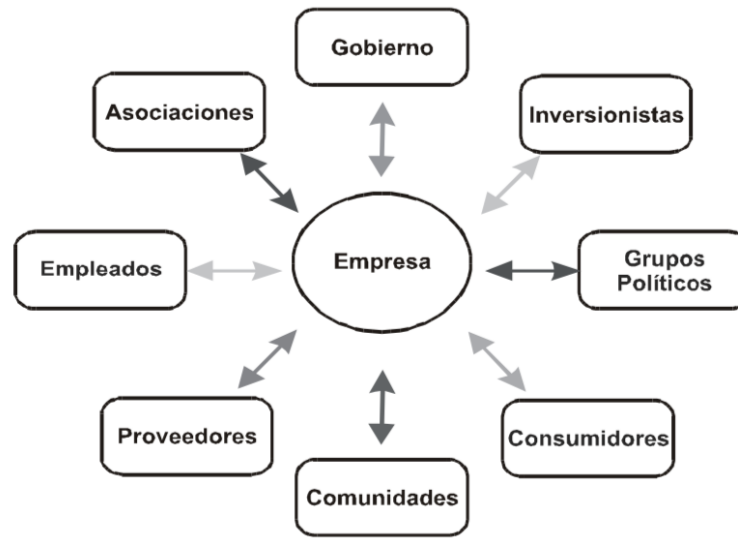 Gobierno
Asociaciones
Inversionistas
Empleados
Empresa
Grupos
Políticos
Proveedores
Consumidores
Comunidades